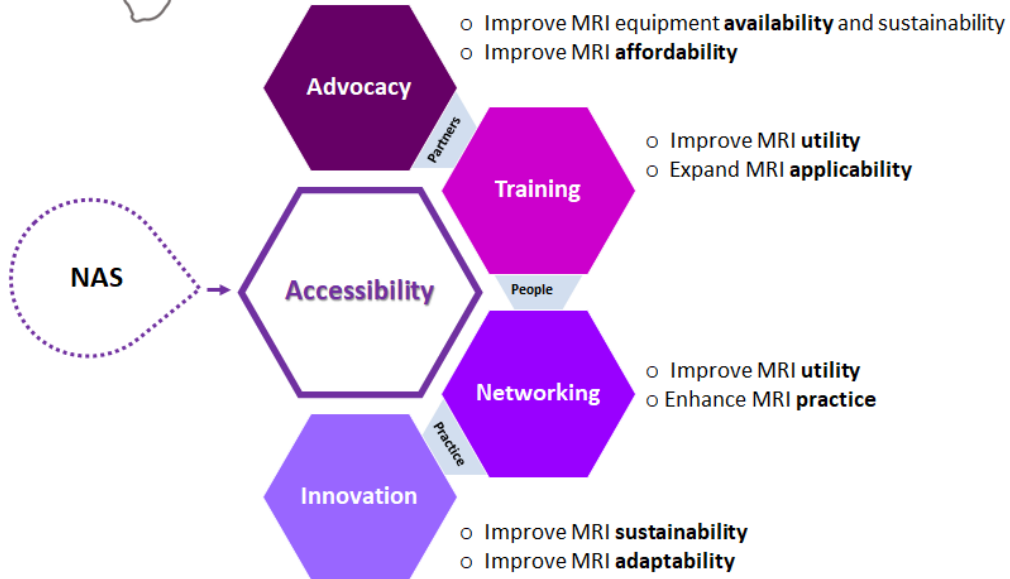 ○ Improve MRI equipment availability and sustainability
○ Improve MRI affordability
Advocacy
Partners
○ Improve MRI utility
○ Expand MRI applicability
Training
NAS
Accessibility
People
○ Improve MRI utility
○ Enhance MRI practice
Networking
Practice
Innovation
○ Improve MRI sustainability
○ Improve MRI adaptability